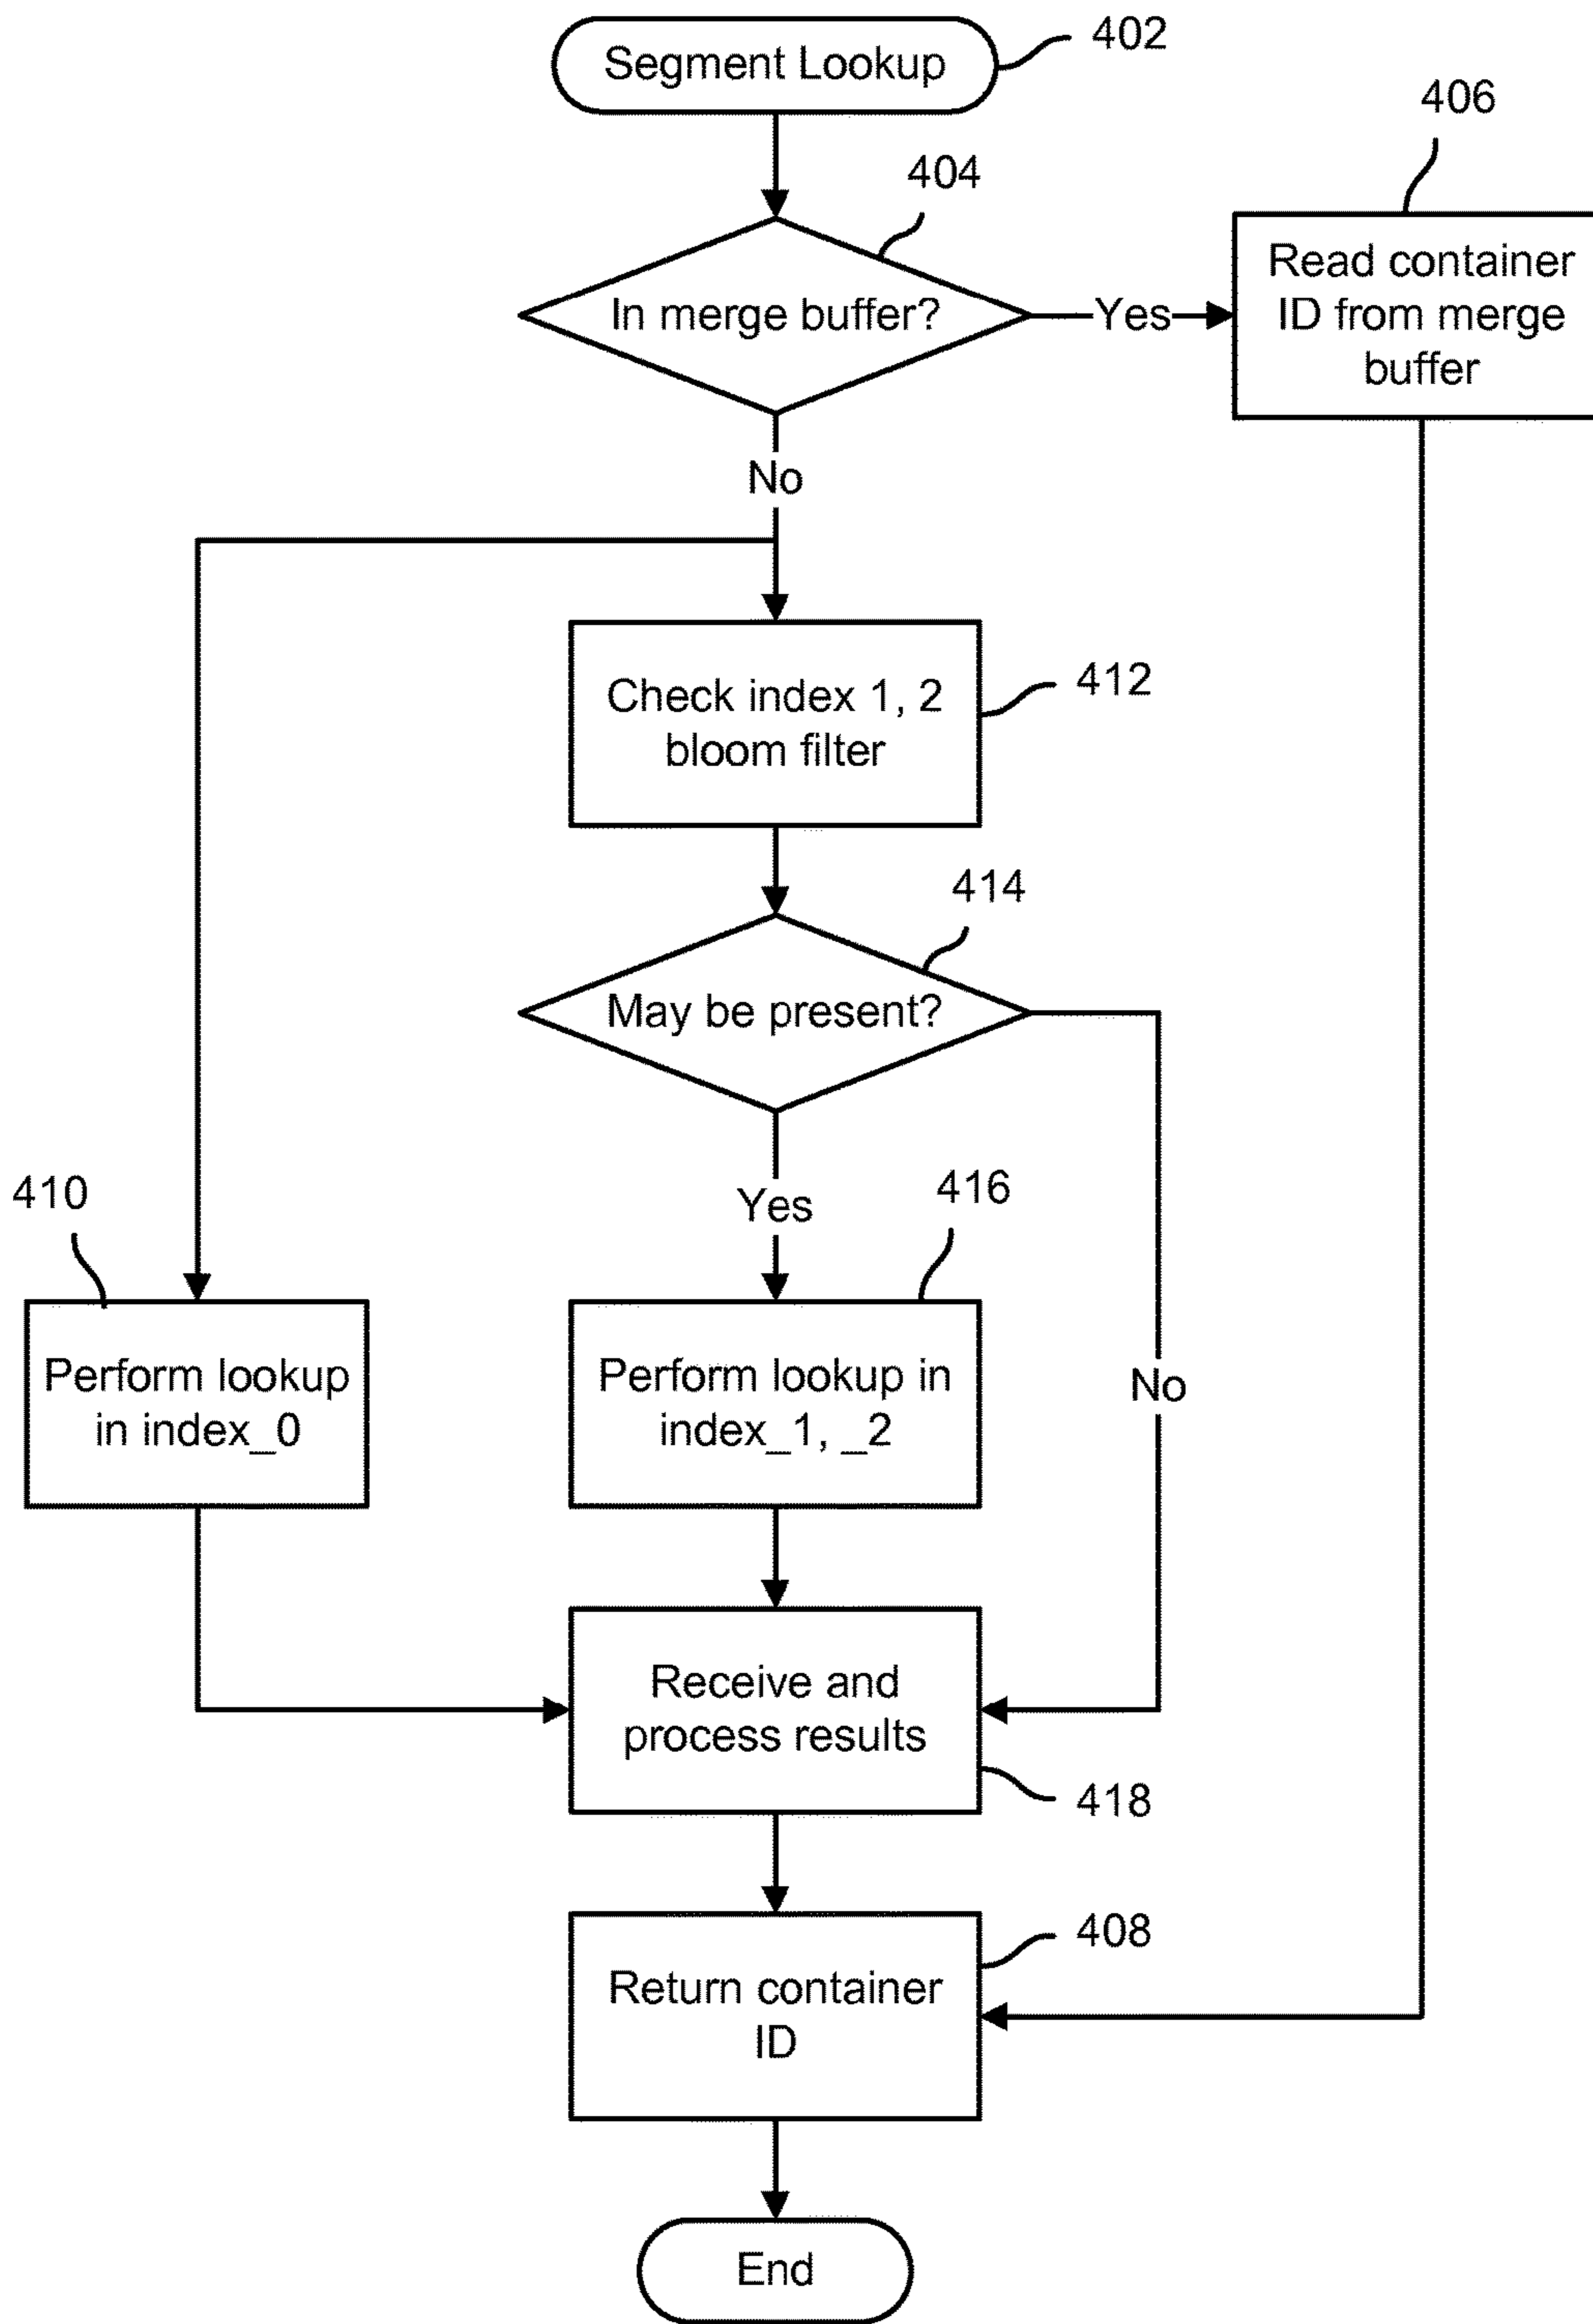 Segment Lookup
402
406
404
In merge buffer?
Yes
Read container
ID from merge
buffer
No
Check index 1, 2
bloom filter
412
414
May be present?
410
Yes
416
Perform lookup
in index_0
Perform lookup in
index_1, _2
No
Receive and
process results
418
408
Return container
ID
End